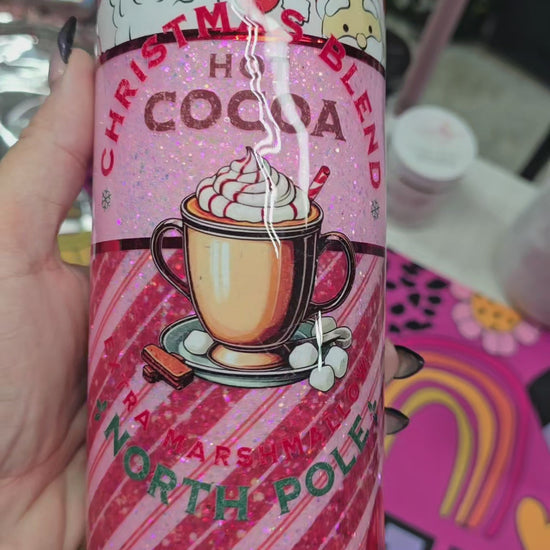 CHRISTMAS BLEND
HOT
COCOA
EXTRA MARSHMALLOWS
NORTH POLE